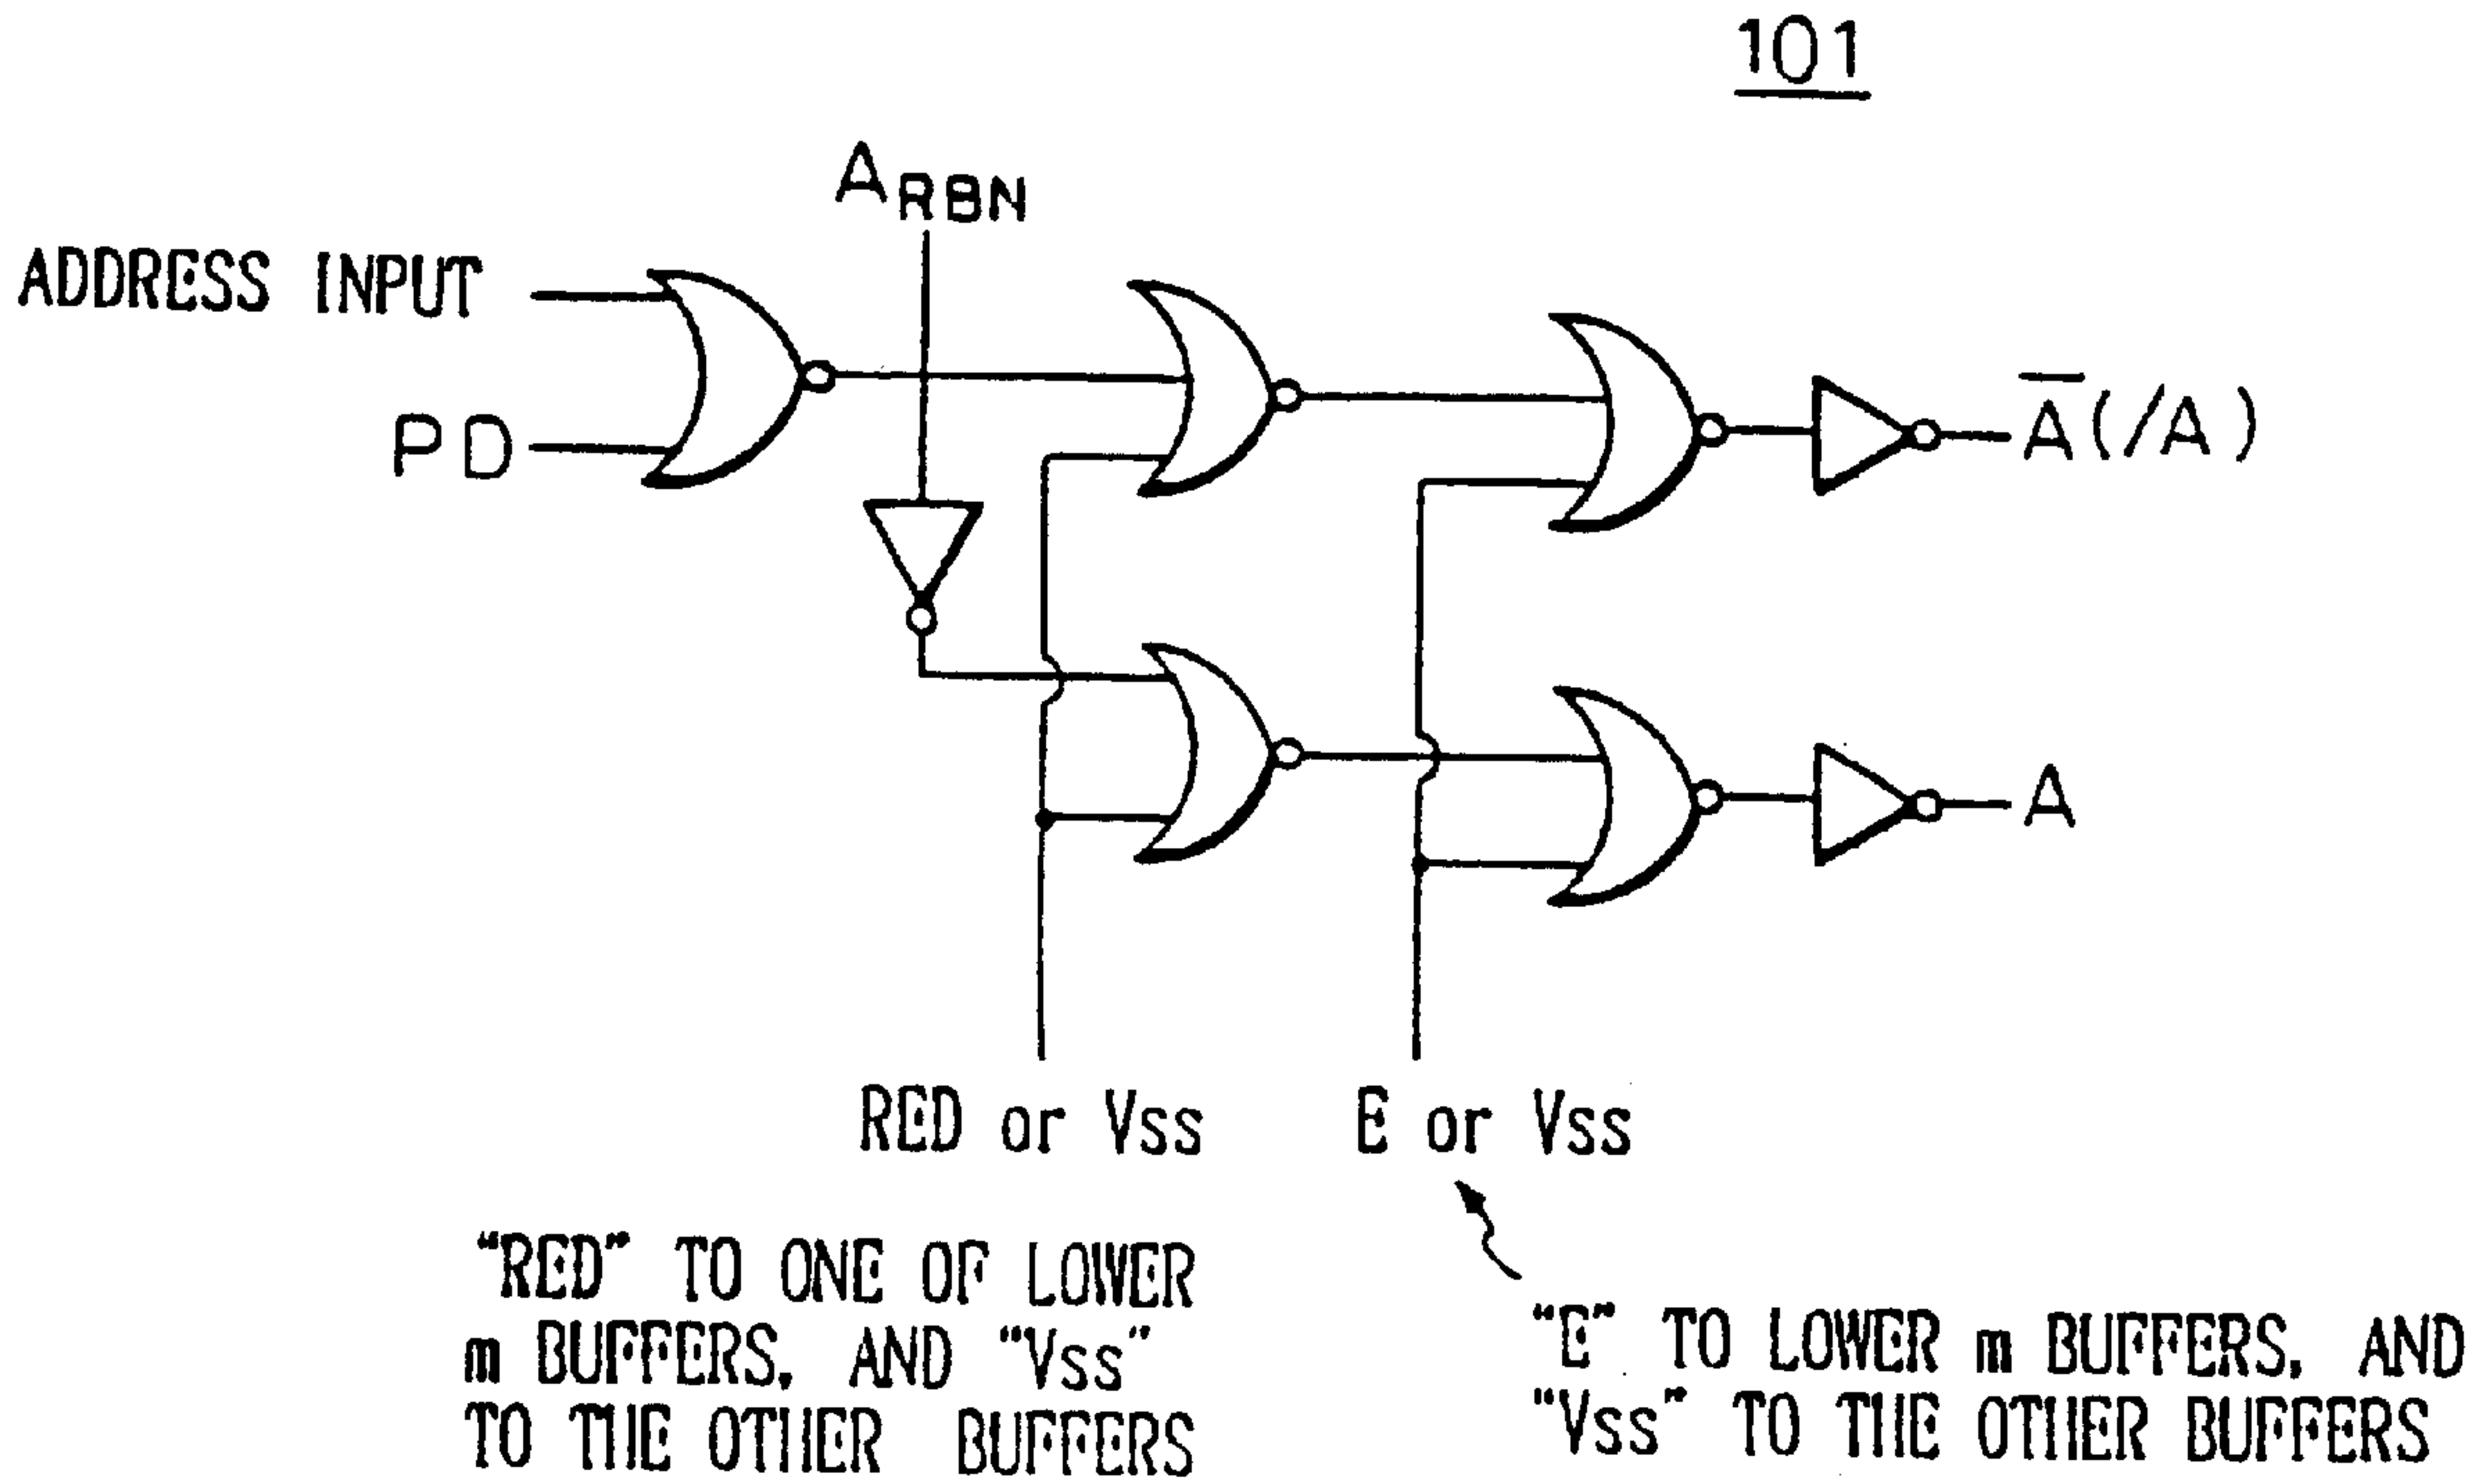 101
A RBN
ADDRESS INPUT
PD
A̅(/A)
A
RED or Vss
E or Vss
"RED" TO ONE OF LOWER
m BUFFERS, AND "Vss"
TO THE OTHER BUFFERS
"E" TO LOWER m BUFFERS, AND
"Vss" TO THE OTHER BUFFERS